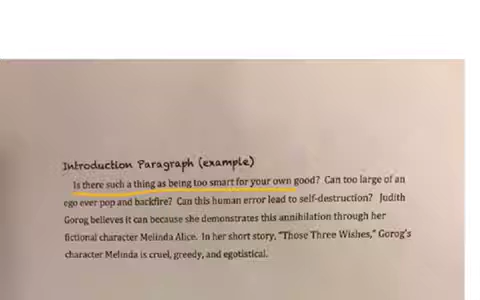 Introduction Paragraph (example)
Is there such a thing as being too smart for your own good? Can too large of an
ego ever pop and backfire? Can this human error lead to self-destruction? Judith
Gorog believes it can because she demonstrates this annihilation through her
fictional character Melinda Alice. In her short story, "Those Three Wishes," Gorog's
character Melinda is cruel, greedy, and egotistical.